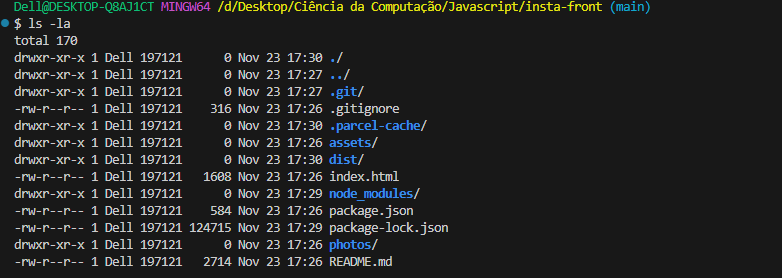 Dell@DESKTOP-Q8AJ1CT MINGW64 /d/Desktop/Ciência da Computação/Javascript/insta-front (main)
$ ls -la
total 170
drwxr-xr-x 1 Dell 197121      0 Nov 23 17:30 ./
drwxr-xr-x 1 Dell 197121      0 Nov 23 17:27 ../
drwxr-xr-x 1 Dell 197121      0 Nov 23 17:27 .git/
-rw-r--r-- 1 Dell 197121    316 Nov 23 17:26 .gitignore
drwxr-xr-x 1 Dell 197121      0 Nov 23 17:30 .parcel-cache/
drwxr-xr-x 1 Dell 197121      0 Nov 23 17:26 assets/
drwxr-xr-x 1 Dell 197121      0 Nov 23 17:30 dist/
-rw-r--r-- 1 Dell 197121   1608 Nov 23 17:26 index.html
drwxr-xr-x 1 Dell 197121      0 Nov 23 17:29 node_modules/
-rw-r--r-- 1 Dell 197121    584 Nov 23 17:26 package.json
-rw-r--r-- 1 Dell 197121 124715 Nov 23 17:29 package-lock.json
drwxr-xr-x 1 Dell 197121      0 Nov 23 17:26 photos/
-rw-r--r-- 1 Dell 197121   2714 Nov 23 17:26 README.md